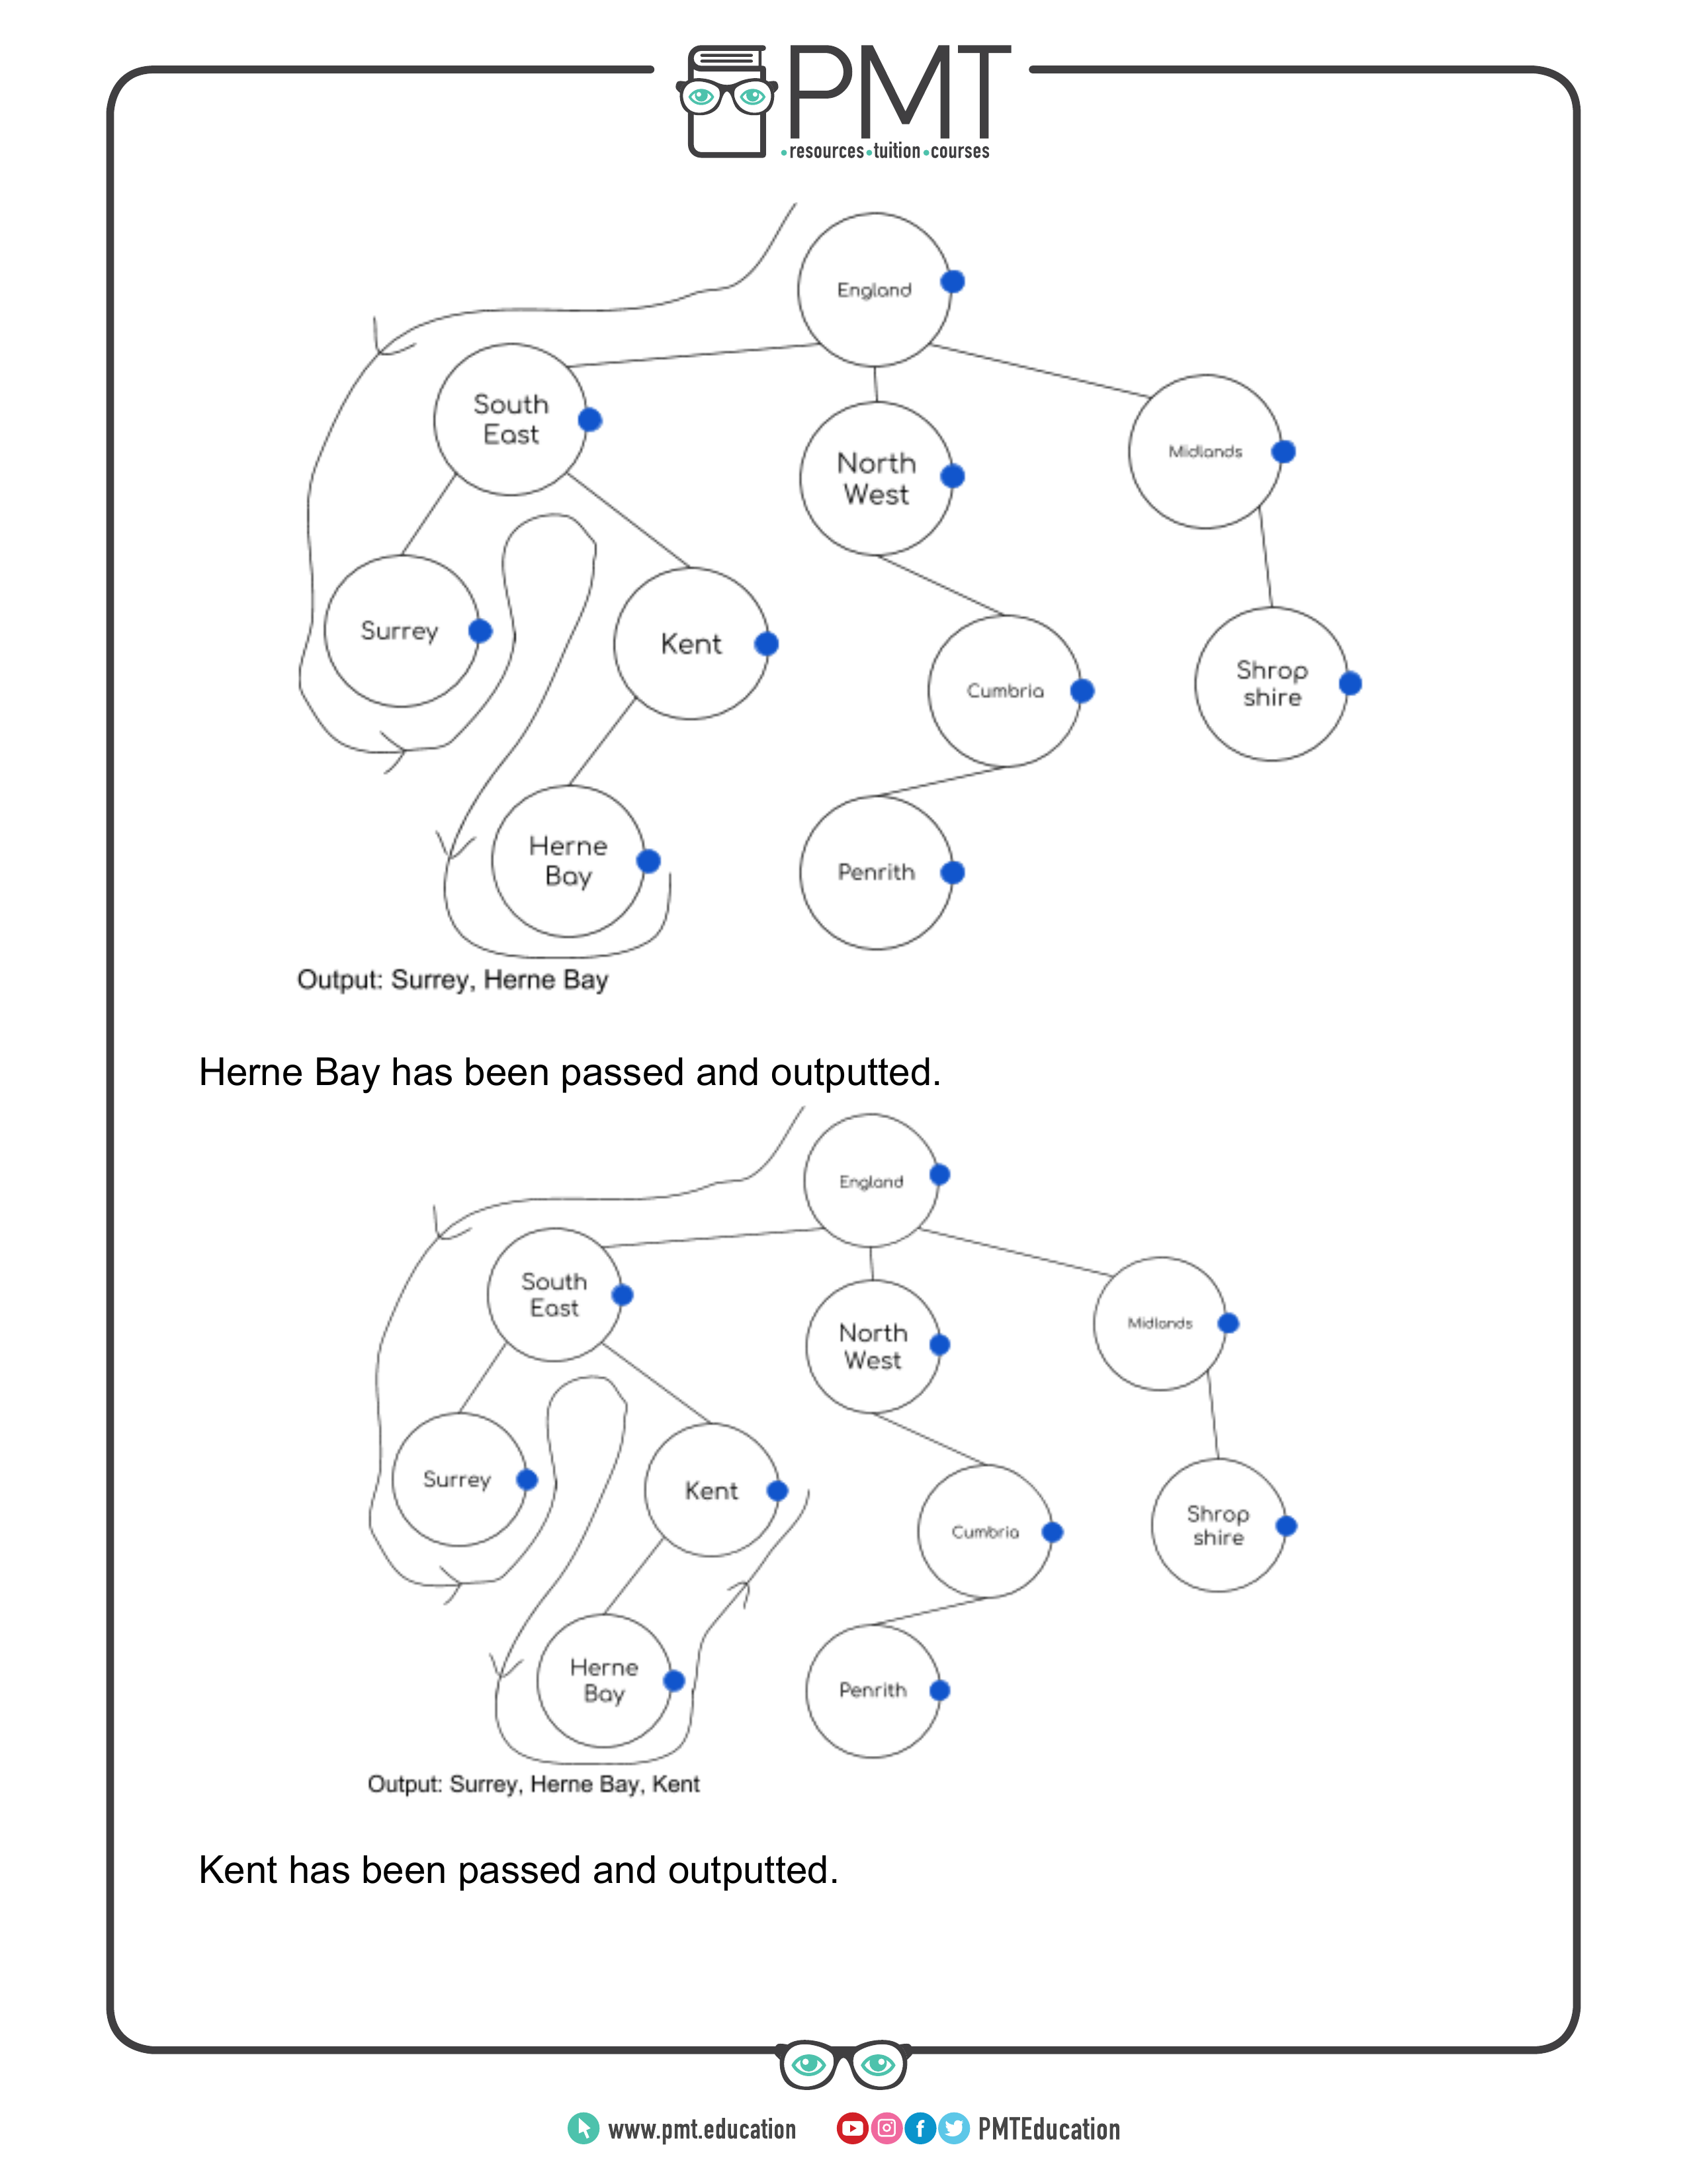 PMT
•resources•tuition•courses
England
South
East
North
West
Midlands
Surrey
Kent
Cumbria
Shrop
shire
Herne
Bay
Penrith
Output: Surrey, Herne Bay
Herne Bay has been passed and outputted.
England
South
East
North
West
Midlands
Surrey
Kent
Cumbria
Shrop
shire
Herne
Bay
Penrith
Output: Surrey, Herne Bay, Kent
Kent has been passed and outputted.
www.pmt.education
f
PMTEducation